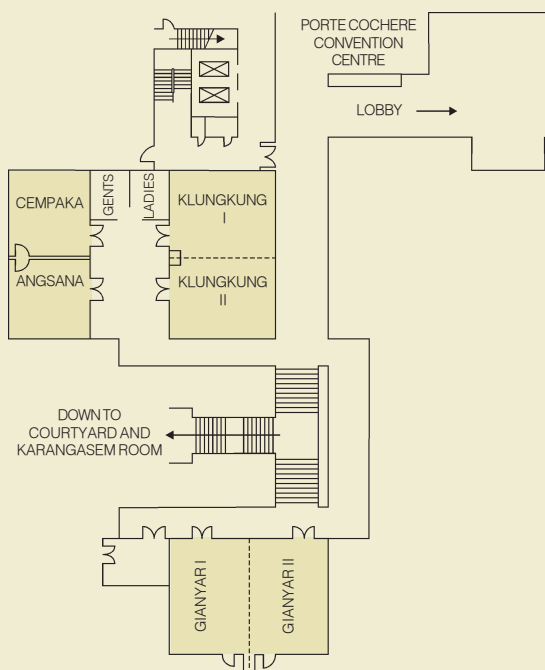 PORTE COCHERE
CONVENTION
CENTRE
LOBBY
CEMPAKA
GENTS
LADIES
KLUNGKUNG
I
ANGSANA
KLUNGKUNG
II
DOWN TO
COURTYARD AND
KARANGASEM ROOM
GIANYAR I
GIANYAR II